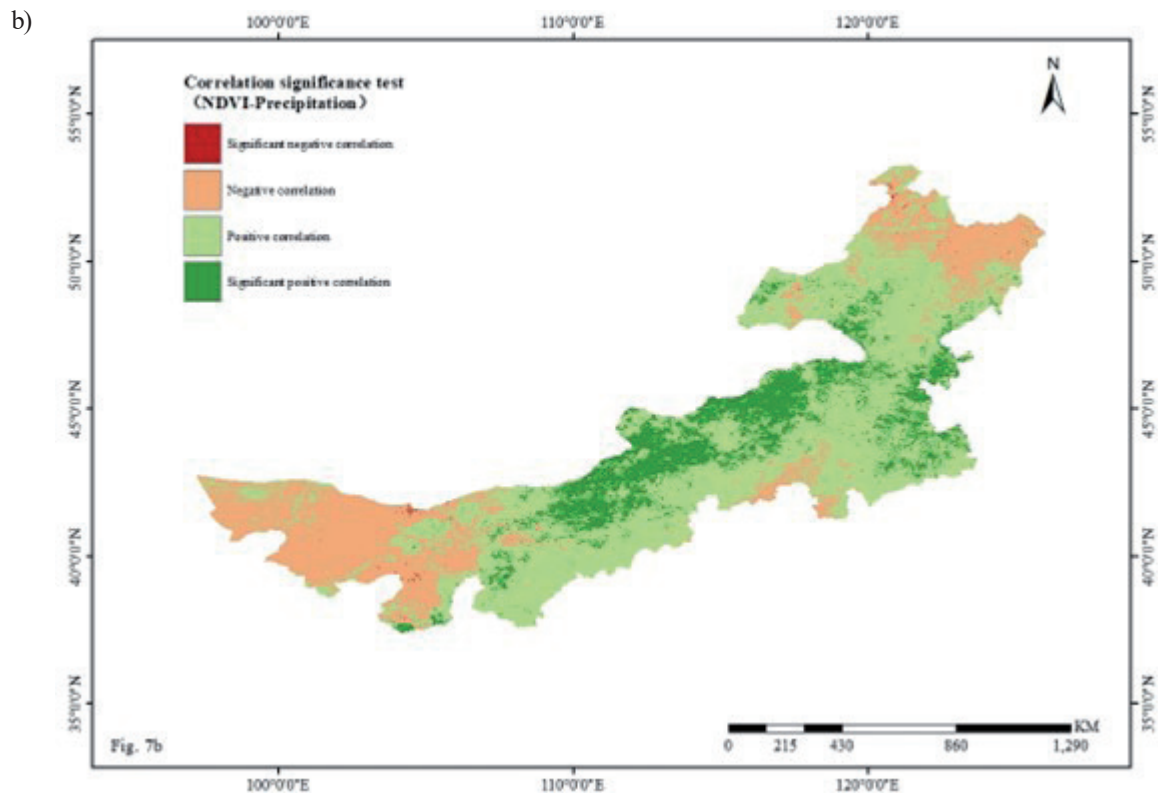 b)
100°0'0"E 110°0'0"E 120°0'0"E
N
Correlation significance test
(NDVI-Precipitation)
Significant negative correlation
Negative correlation
Positive correlation
Significant positive correlation
55°0'0"N 55°0'0"N
50°0'0"N 50°0'0"N
45°0'0"N 45°0'0"N
40°0'0"N 40°0'0"N
35°0'0"N 35°0'0"N
KM
Fig. 7b
0 215 430 860 1,290
100°0'0"E 110°0'0"E 120°0'0"E